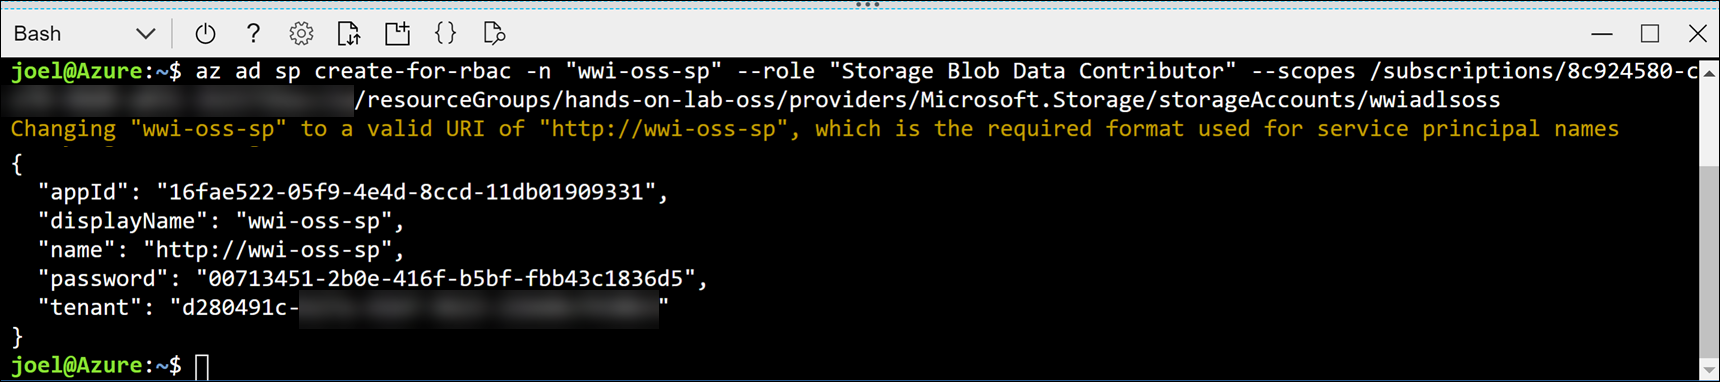 Bash
joel@Azure:~$ az ad sp create-for-rbac -n "wwi-oss-sp" --role "Storage Blob Data Contributor" --scopes /subscriptions/8c924580-c
/resourceGroups/hands-on-lab-oss/providers/Microsoft.Storage/storageAccounts/wwiadlsoss
Changing "wwi-oss-sp" to a valid URI of "http://wwi-oss-sp", which is the required format used for service principal names
{
"appId": "16fae522-05f9-4e4d-8ccd-11db01909331",
"displayName": "wwi-oss-sp",
"name": "http://wwi-oss-sp",
"password": "00713451-2b0e-416f-b5bf-fbb43c1836d5",
"tenant": "d280491c-"
}
joel@Azure:~$